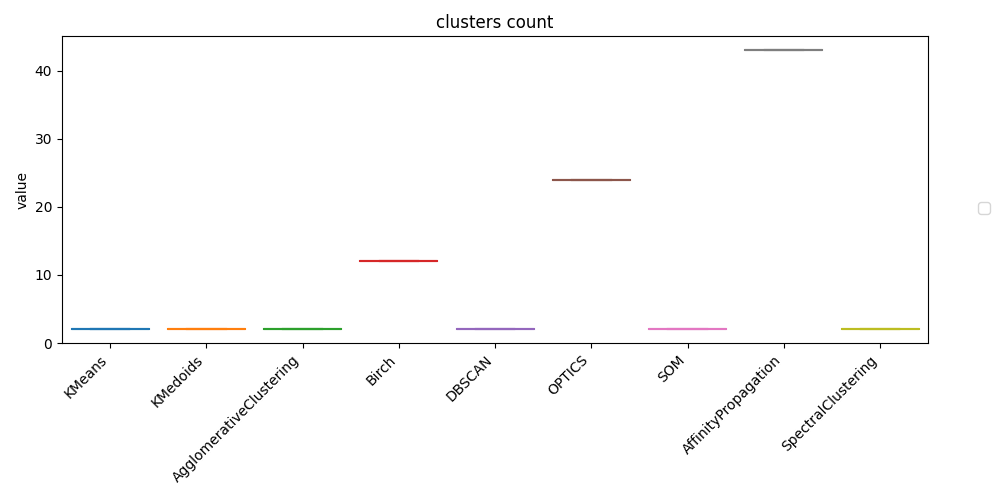 clusters count
value
40
30
20
10
0
KMeans
KMedoids
AgglomerativeClustering
Birch
DBSCAN
OPTICS
SOM
AffinityPropagation
SpectralClustering